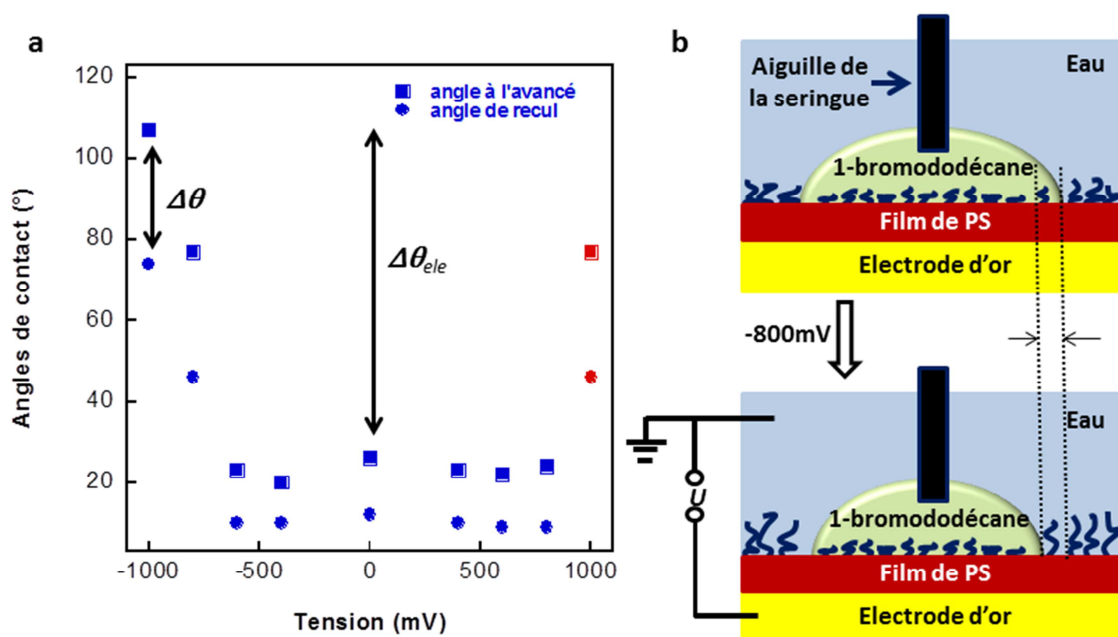 a
120
100
80
60
40
20
Angles de contact (°)
angle à l'avancé
angle de recul
Δθ
Δθele
-1000
-500
0
500
1000
Tension (mV)
b
Aiguille de
la seringue
Eau
1-bromododécane
Film de PS
Electrode d'or
-800mV
Eau
U
1-bromododécane
Film de PS
Electrode d'or